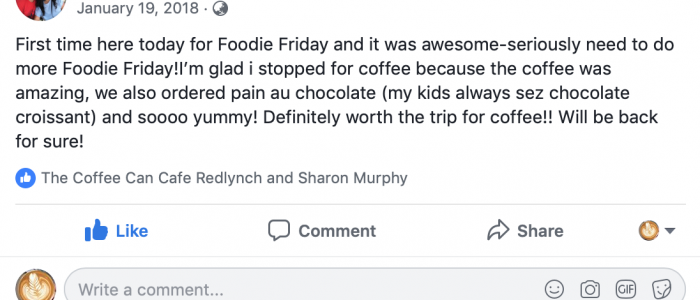 January 19, 2018 ·
First time here today for Foodie Friday and it was awesome-seriously need to do
more Foodie Friday!I’m glad i stopped for coffee because the coffee was
amazing, we also ordered pain au chocolate (my kids always sez chocolate
croissant) and soooo yummy! Definitely worth the trip for coffee!! Will be back
for sure!
The Coffee Can Cafe Redlynch and Sharon Murphy
Like Comment Share
Write a comment...
GIF